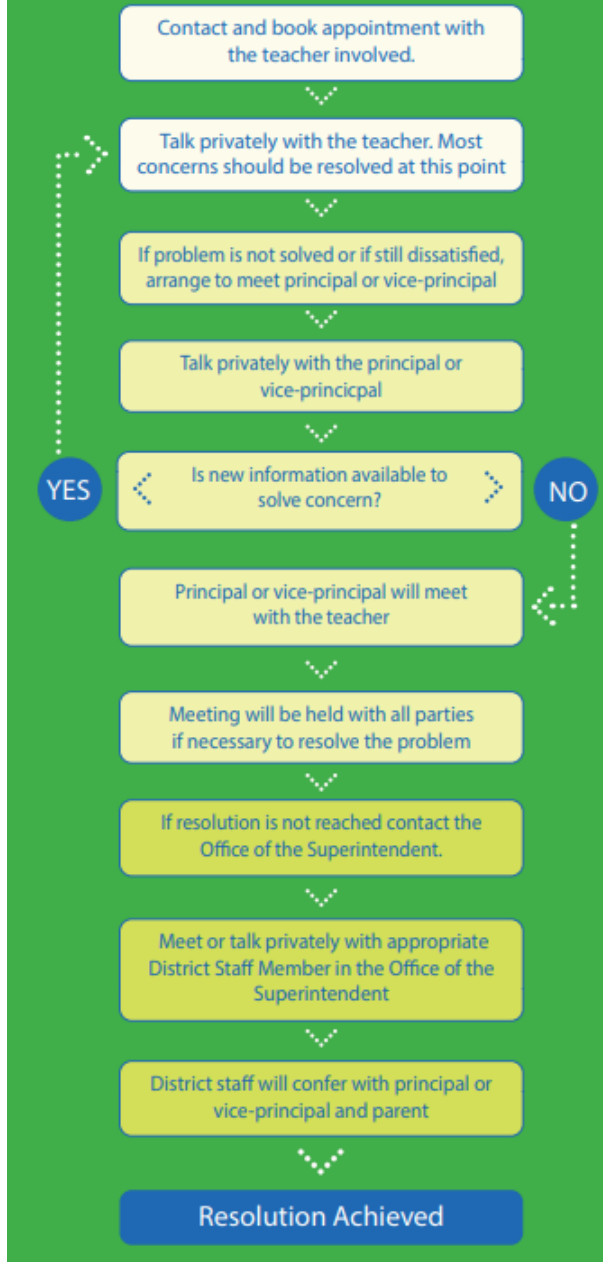 Contact and book appointment with
the teacher involved.
Talk privately with the teacher. Most
concerns should be resolved at this point
If problem is not solved or if still dissatisfied,
arrange to meet principal or vice-principal
Talk privately with the principal or
vice-princicpal
YES
Is new information available to
solve concern?
NO
Principal or vice-principal will meet
with the teacher
Meeting will be held with all parties
if necessary to resolve the problem
If resolution is not reached contact the
Office of the Superintendent.
Meet or talk privately with appropriate
District Staff Member in the Office of the
Superintendent
District staff will confer with principal or
vice-principal and parent
Resolution Achieved